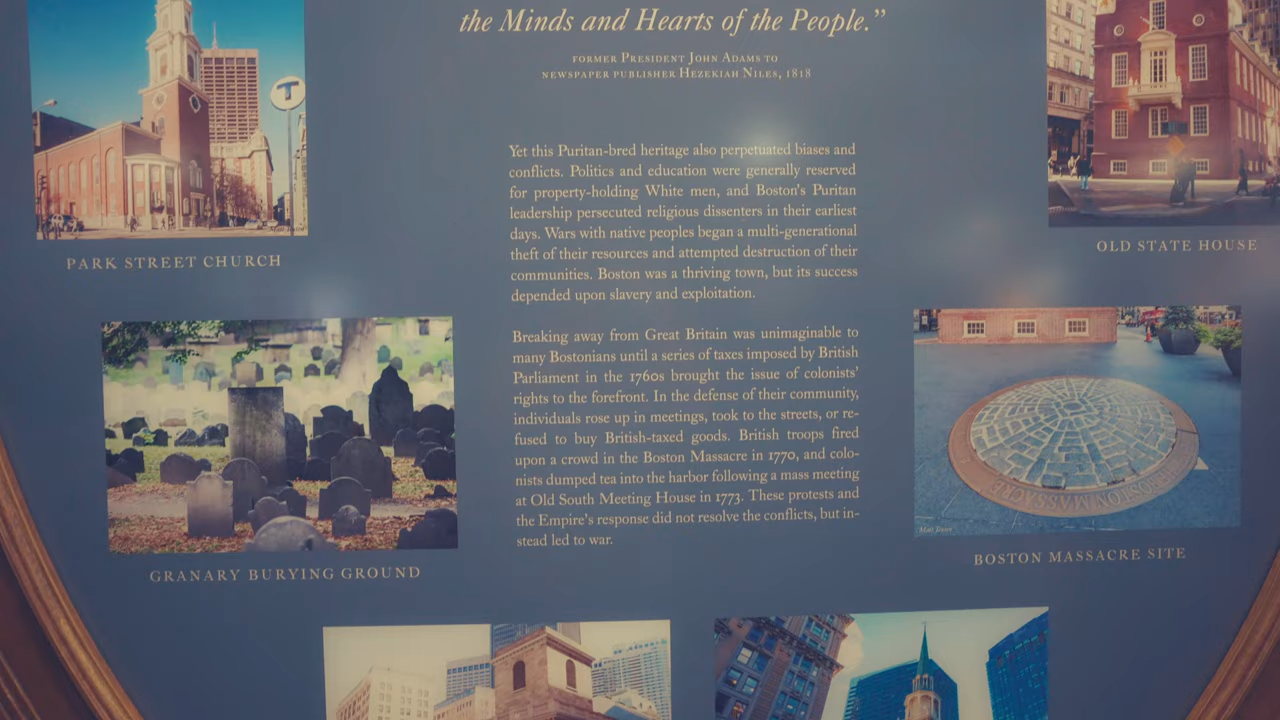 the Minds and Hearts of the People.”
FORMER PRESIDENT JOHN ADAMS TO
NEWSPAPER PUBLISHER HEZEKIAH NILES, 1818
T
PARK STREET CHURCH
OLD STATE HOUSE
Yet this Puritan-bred heritage also perpetuated biases and
conflicts. Politics and education were generally reserved
for property-holding White men, and Boston's Puritan
leadership persecuted religious dissenters in their earliest
days. Wars with native peoples began a multi-generational
theft of their resources and attempted destruction of their
communities. Boston was a thriving town, but its success
depended upon slavery and exploitation.
Breaking away from Great Britain was unimaginable to
many Bostonians until a series of taxes imposed by British
Parliament in the 1760s brought the issue of colonists'
rights to the forefront. In the defense of their community,
individuals rose up in meetings, took to the streets, or re-
fused to buy British-taxed goods. British troops fired
upon a crowd in the Boston Massacre in 1770, and colo-
nists dumped tea into the harbor following a mass meeting
at Old South Meeting House in 1773. These protests and
the Empire's response did not resolve the conflicts, but in-
stead led to war.
GRANARY BURYING GROUND
BOSTON MASSACRE SITE